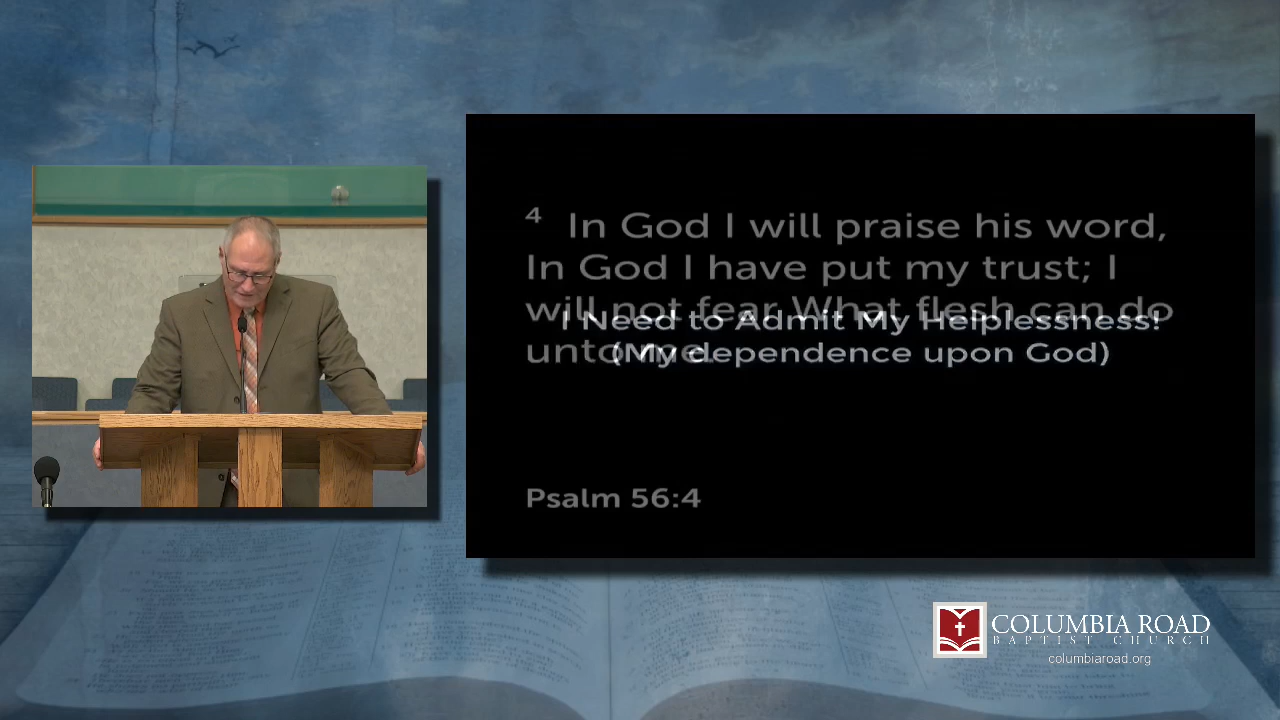 4 In God I will praise his word,
In God I have put my trust; I
will not fear What flesh can do
unto me.
I Need to Admit My Helplessness!
(My dependence upon God)
Psalm 56:4
COLUMBIA ROAD
BAPTIST CHURCH
columbiaroad.org